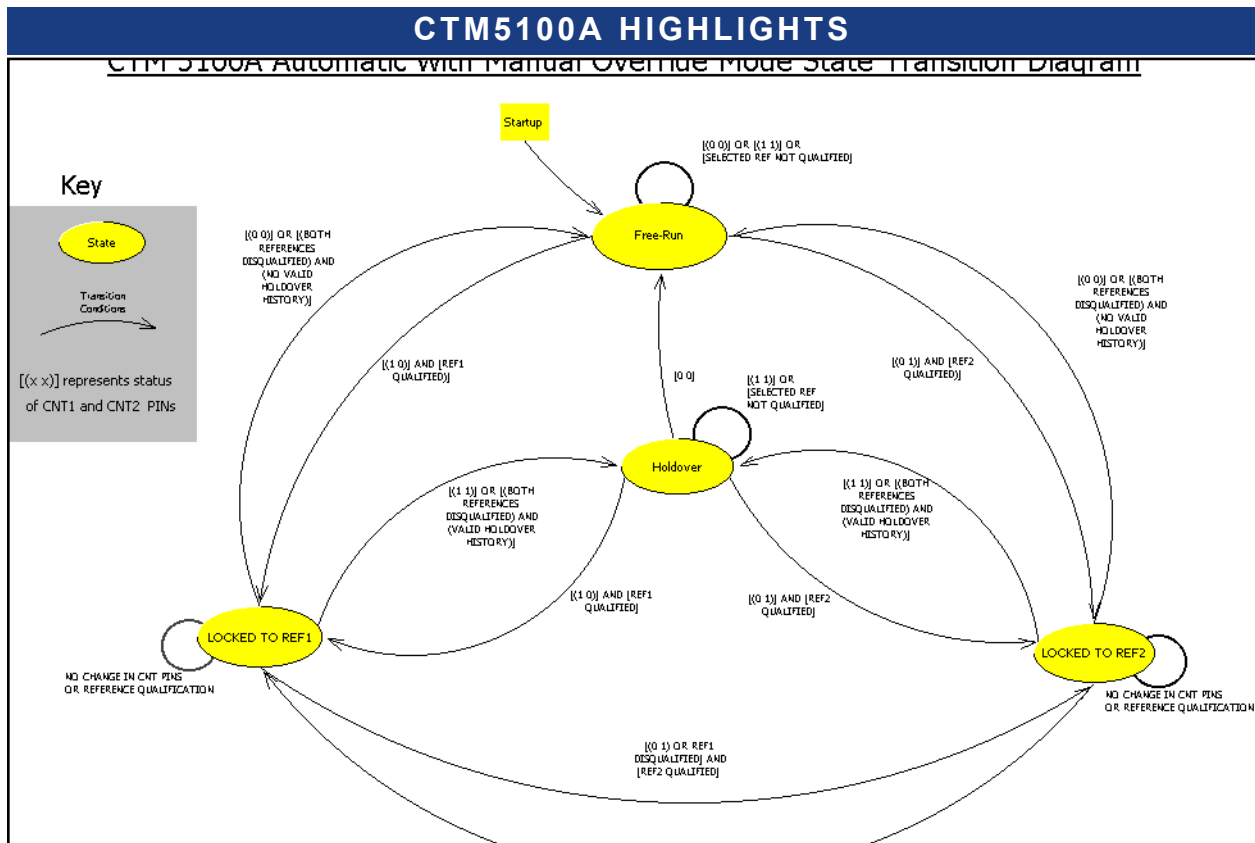 CTM5100A HIGHLIGHTS
CTM 5100A Automatic With Manual Override Mode State Transition Diagram
Startup
[(0 0)] OR [(1 1)] OR
[SELECTED REF NOT QUALIFIED]
Key
State
Transition
Conditions
[(x x)] represents status
of CNT1 and CNT2 PINs
Free-Run
[(0 0)] OR [(BOTH
REFERENCES
DISQUALIFIED) AND
(NO VALID
HOLDOVER
HISTORY)]
[(0 0)] OR [(BOTH
REFERENCES
DISQUALIFIED) AND
(NO VALID
HOLDOVER
HISTORY)]
[(1 0)] AND [REF1
QUALIFIED)]
[0 0]
[(0 1)] AND [REF2
QUALIFIED)]
[(1 1)] OR
[SELECTED REF
NOT QUALIFIED]
Holdover
[(1 1)] OR [(BOTH
REFERENCES
DISQUALIFIED) AND
(VALID HOLDOVER
HISTORY)]
[(1 1)] OR [(BOTH
REFERENCES
DISQUALIFIED) AND
(VALID HOLDOVER
HISTORY)]
[(1 0)] AND [REF1
QUALIFIED]
[(0 1)] AND [REF2
QUALIFIED]
LOCKED TO REF1
LOCKED TO REF2
NO CHANGE IN CNT PINS
OR REFERENCE QUALIFICATION
NO CHANGE IN CNT PINS
OR REFERENCE QUALIFICATION
[(0 1) OR REF1
DISQUALIFIED] AND
[REF2 QUALIFIED]